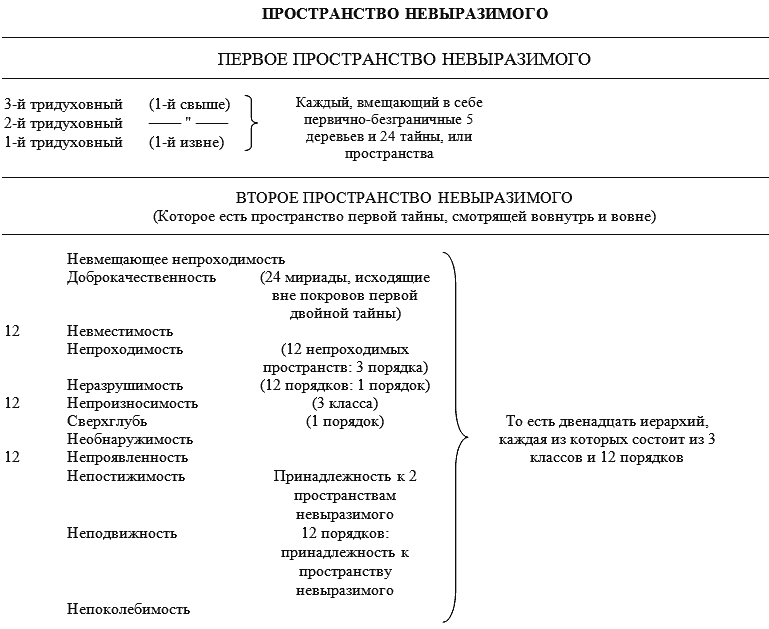 ПРОСТРАНСТВО НЕВЫРАЗИМОГО
ПЕРВОЕ ПРОСТРАНСТВО НЕВЫРАЗИМОГО
3-й тридуховный (1-й свыше)
2-й тридуховный —— " ——
1-й тридуховный (1-й извне)
Каждый, вмещающий в себе
первично-безграничные 5
деревьев и 24 тайны, или
пространства
ВТОРОЕ ПРОСТРАНСТВО НЕВЫРАЗИМОГО
(Которое есть пространство первой тайны, смотрящей вовнутрь и вовне)
Невмещающее непроходимость
Доброкачественность (24 мириады, исходящие
вне покровов первой
двойной тайны)
12 Невместимость
Непроходимость (12 непроходимых
пространств: 3 порядка)
Неразрушимость (12 порядков: 1 порядок)
12 Непроизносимость (3 класса)
Сверхглубь (1 порядок)
Необнаружимость
12 Непроявленность
Непостижимость Принадлежность к 2
пространствам
невыразимого
Неподвижность 12 порядков:
принадлежность к
пространству
невыразимого
Непоколебимость
То есть двенадцать иерархий,
каждая из которых состоит из 3
классов и 12 порядков